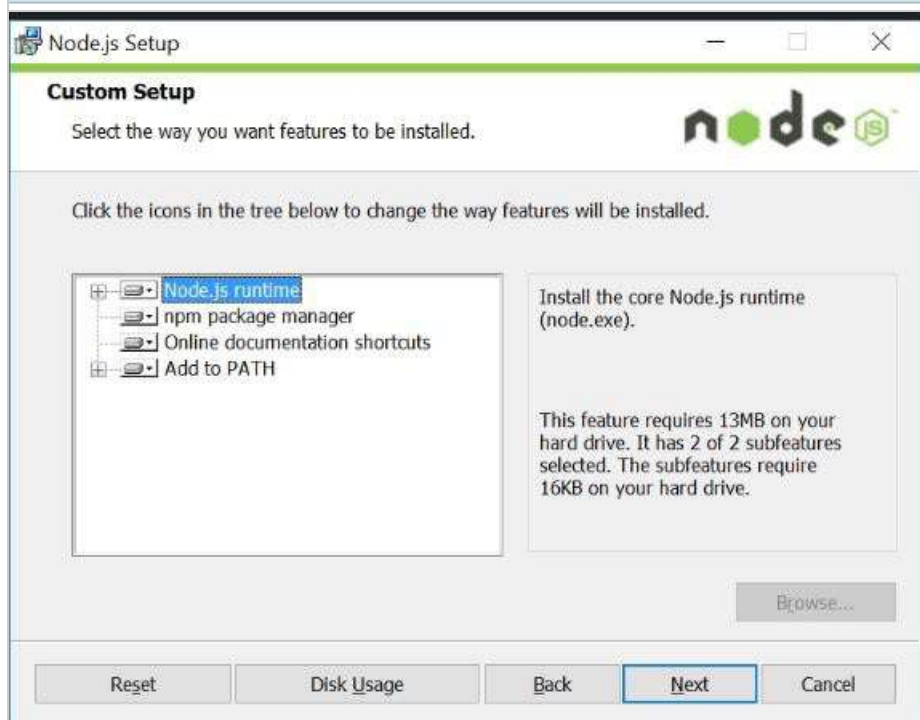 Node.js Setup
Custom Setup
Select the way you want features to be installed.
node JS
Click the icons in the tree below to change the way features will be installed.
Node.js runtime
npm package manager
Online documentation shortcuts
Add to PATH
Install the core Node.js runtime
(node.exe).
This feature requires 13MB on your
hard drive. It has 2 of 2 subfeatures
selected. The subfeatures require
16KB on your hard drive.
Browse...
Reset
Disk Usage
Back
Next
Cancel